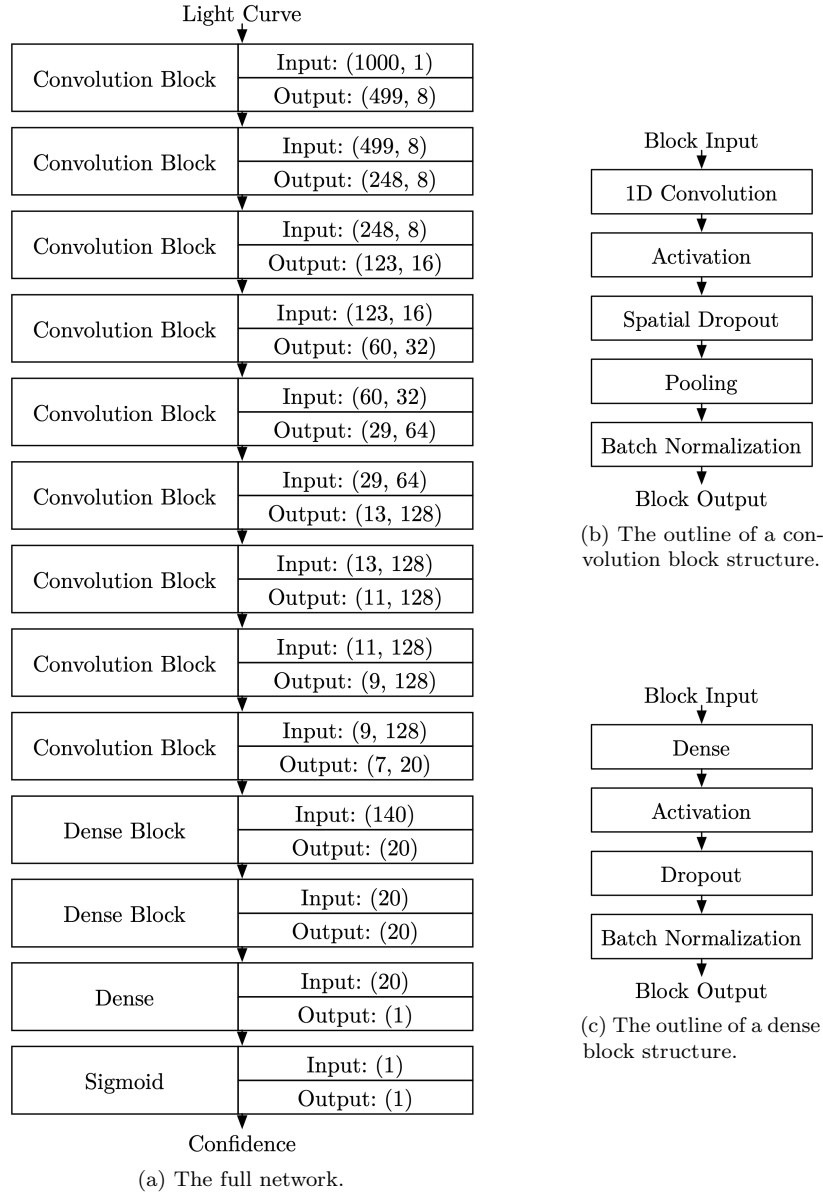 Light Curve
Convolution Block
Input: (1000, 1)
Output: (499, 8)
Convolution Block
Input: (499, 8)
Output: (248, 8)
Convolution Block
Input: (248, 8)
Output: (123, 16)
Convolution Block
Input: (123, 16)
Output: (60, 32)
Convolution Block
Input: (60, 32)
Output: (29, 64)
Convolution Block
Input: (29, 64)
Output: (13, 128)
Convolution Block
Input: (13, 128)
Output: (11, 128)
Convolution Block
Input: (11, 128)
Output: (9, 128)
Convolution Block
Input: (9, 128)
Output: (7, 20)
Dense Block
Input: (140)
Output: (20)
Dense Block
Input: (20)
Output: (20)
Dense
Input: (20)
Output: (1)
Sigmoid
Input: (1)
Output: (1)
Confidence
(a) The full network.
Block Input
1D Convolution
Activation
Spatial Dropout
Pooling
Batch Normalization
Block Output
(b) The outline of a con-
volution block structure.
Block Input
Dense
Activation
Dropout
Batch Normalization
Block Output
(c) The outline of a dense
block structure.